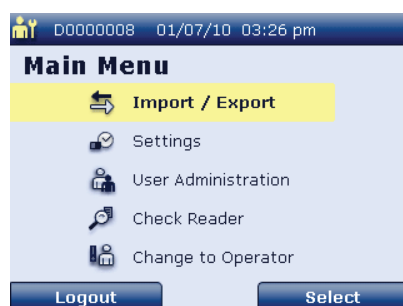 D0000008 01/07/10 03:26 pm
Main Menu
Import / Export
Settings
User Administration
Check Reader
Change to Operator
Logout Select